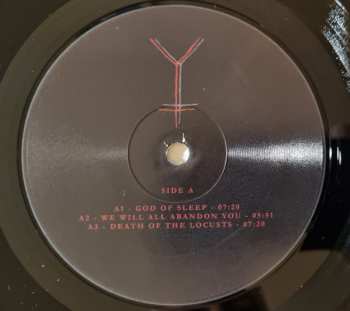 SIDE A
A1 - GOD OF SLEEP - 07:20
A2 - WE WILL ALL ABANDON YOU - 05:51
A3 - DEATH OF THE LOCUSTS - 07:20